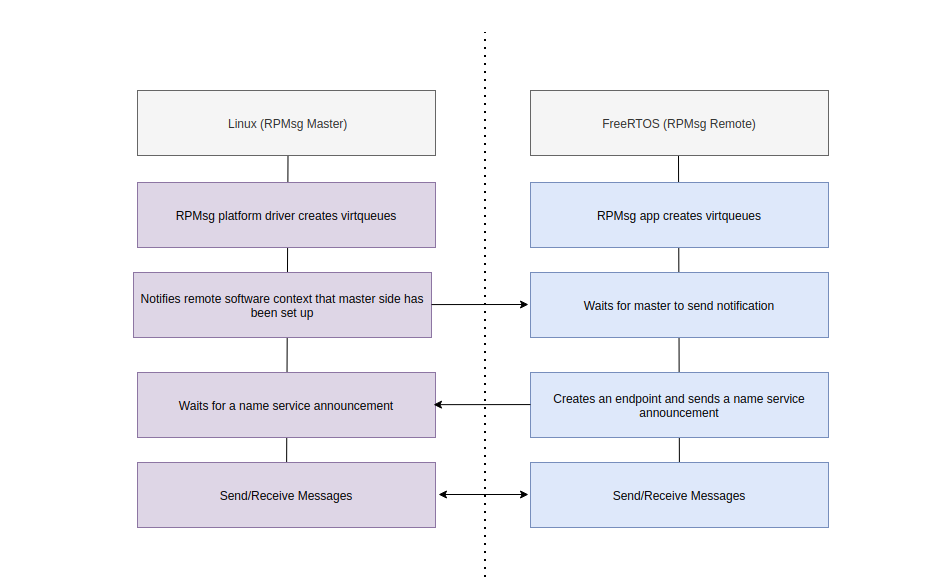 Linux (RPMsg Master)
FreeRTOS (RPMsg Remote)
RPMsg platform driver creates virtqueues
RPMsg app creates virtqueues
Notifies remote software context that master side has
been set up
Waits for master to send notification
Waits for a name service announcement
Creates an endpoint and sends a name service
announcement
Send/Receive Messages
Send/Receive Messages